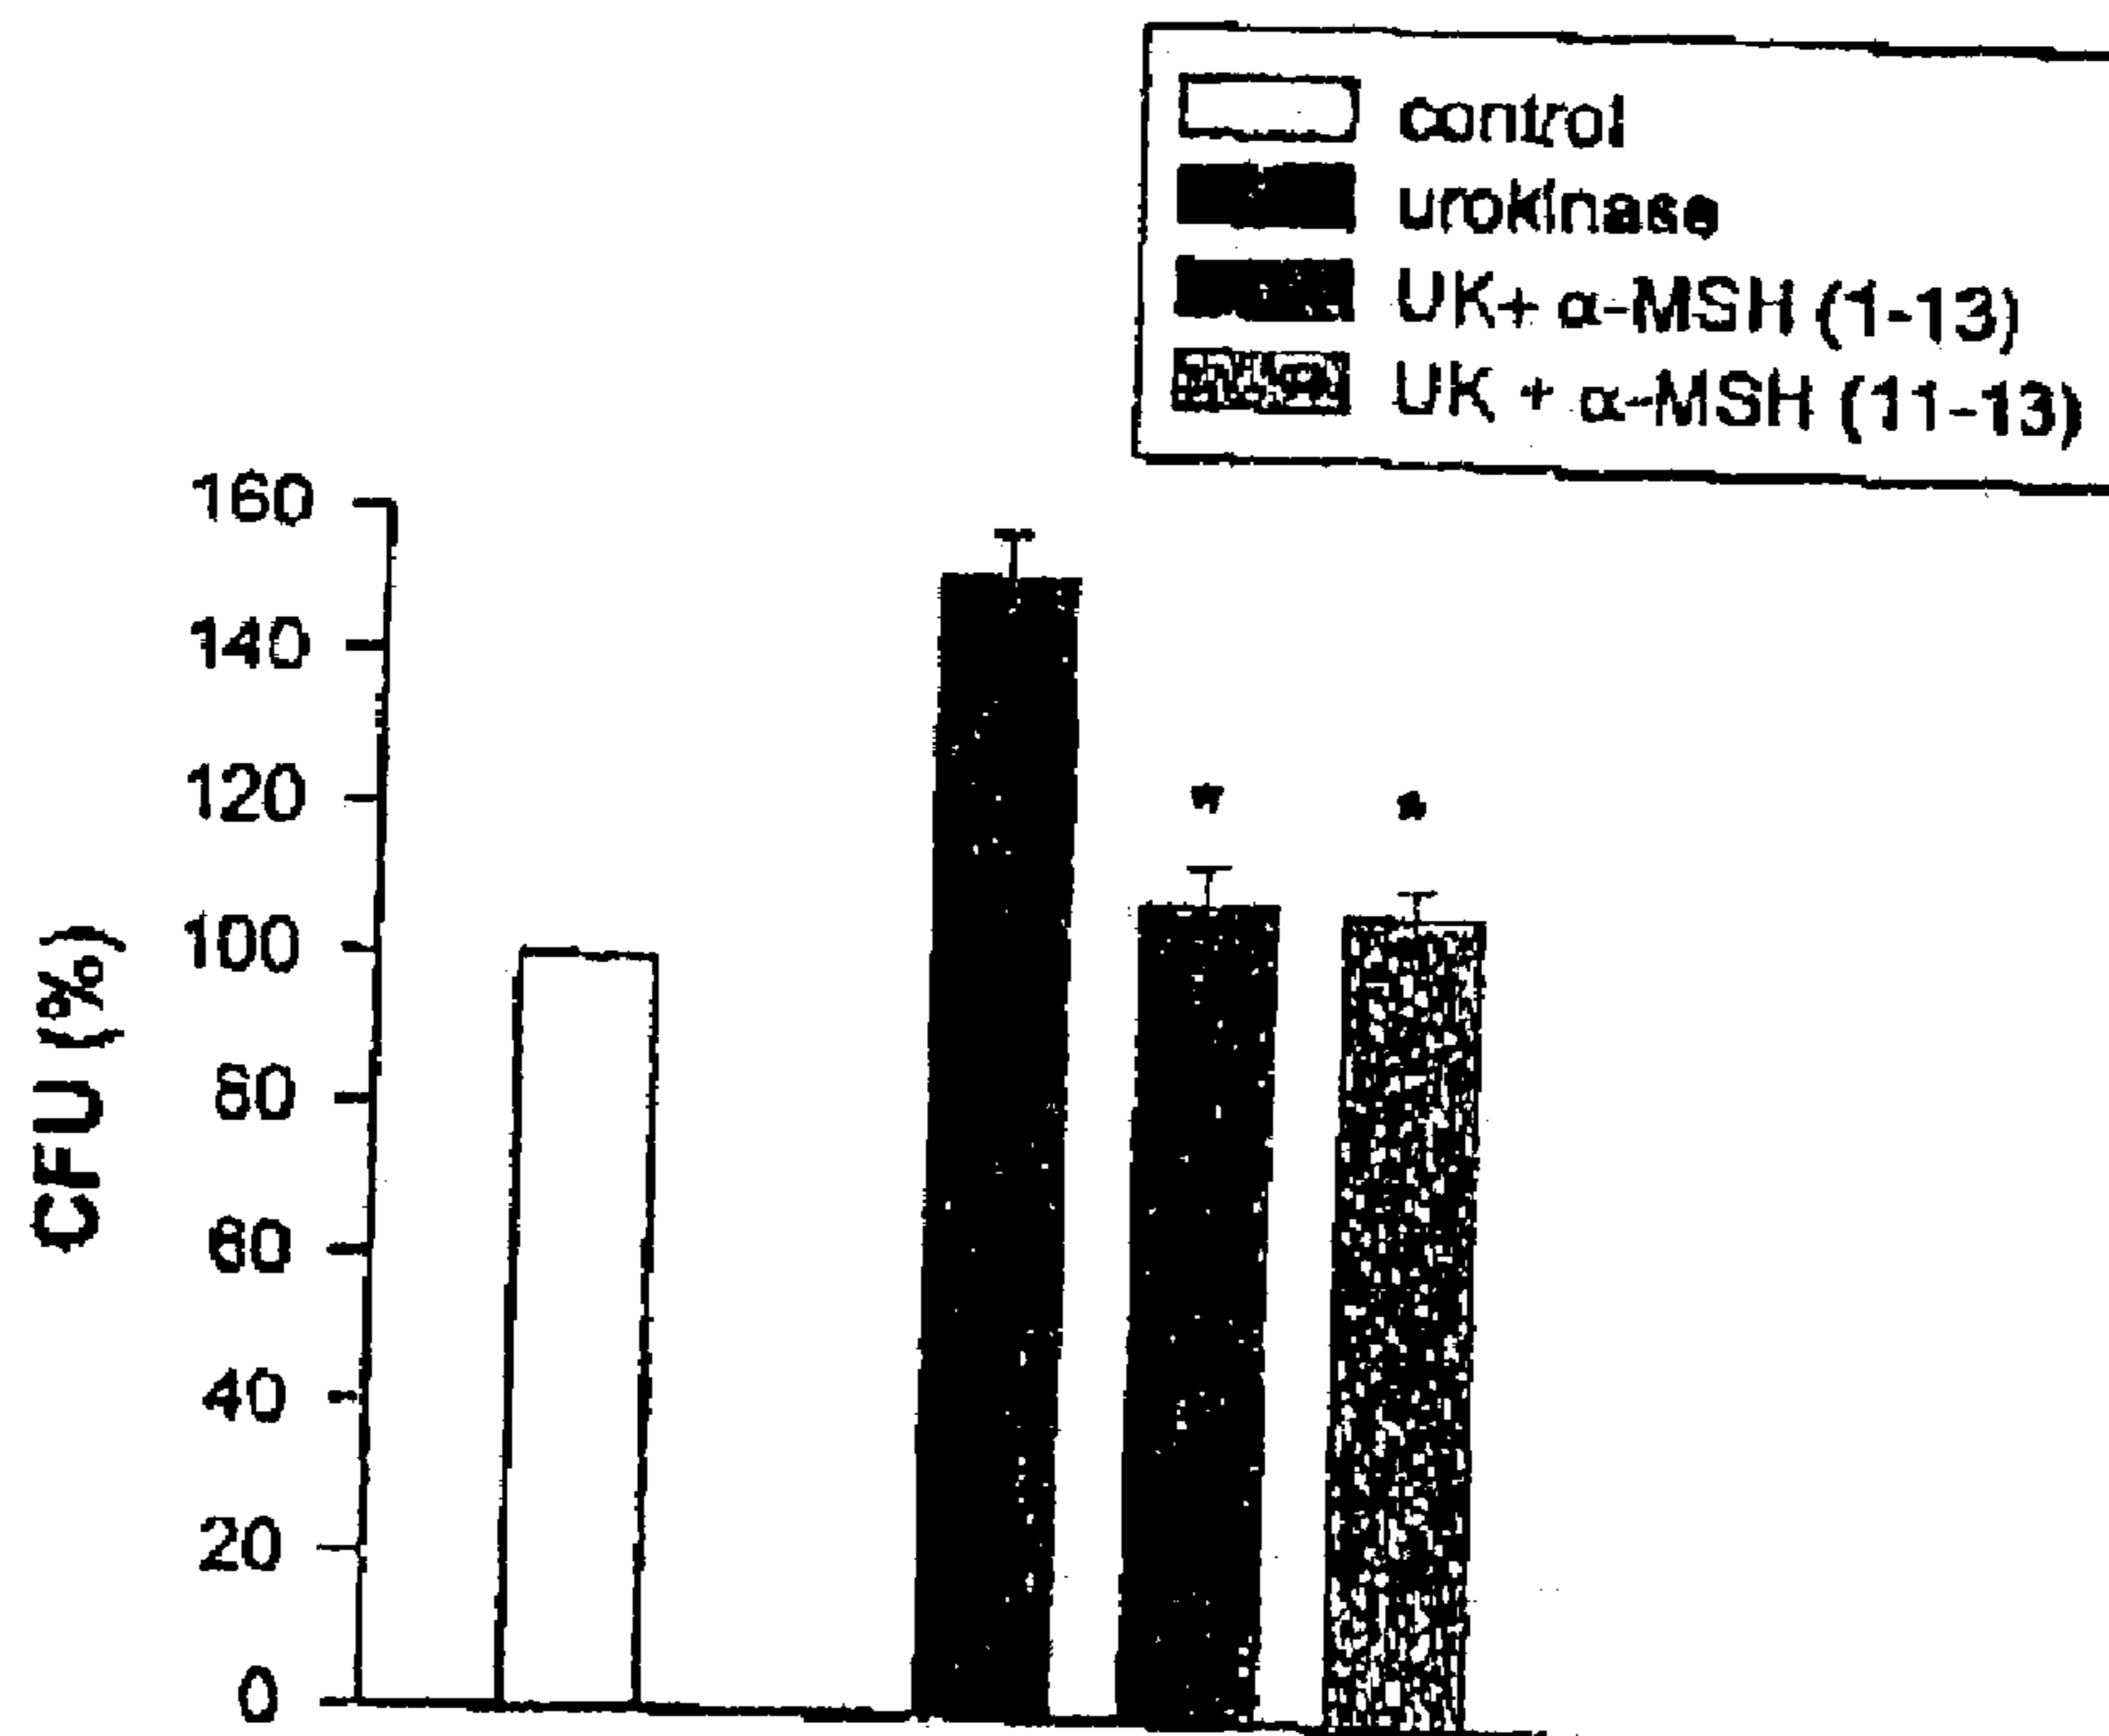 control
urokinase
UK+ α-MSH (1-13)
UK + α-MSH (11-13)
160
140
120
100
80
60
40
20
0
CFU (%)
* *